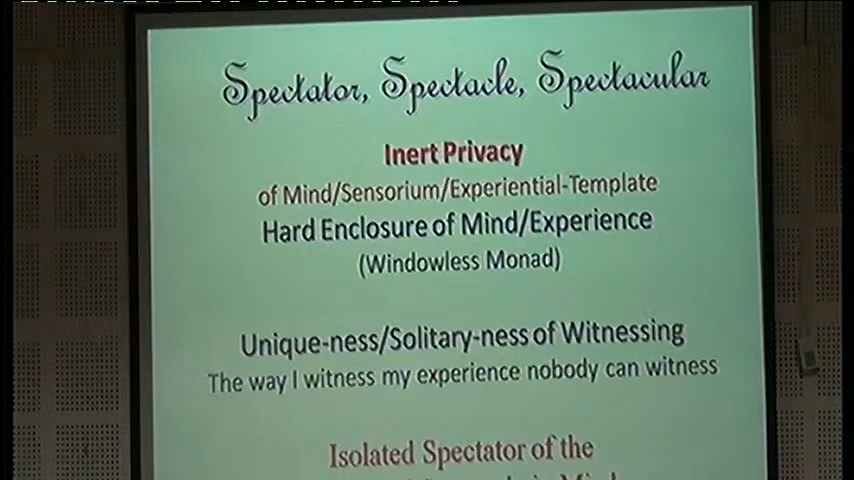 Spectator, Spectacle, Spectacular
Inert Privacy
of Mind/Sensorium/Experiential-Template
Hard Enclosure of Mind/Experience
(Windowless Monad)
Unique-ness/Solitary-ness of Witnessing
The way I witness my experience nobody can witness
Isolated Spectator of the